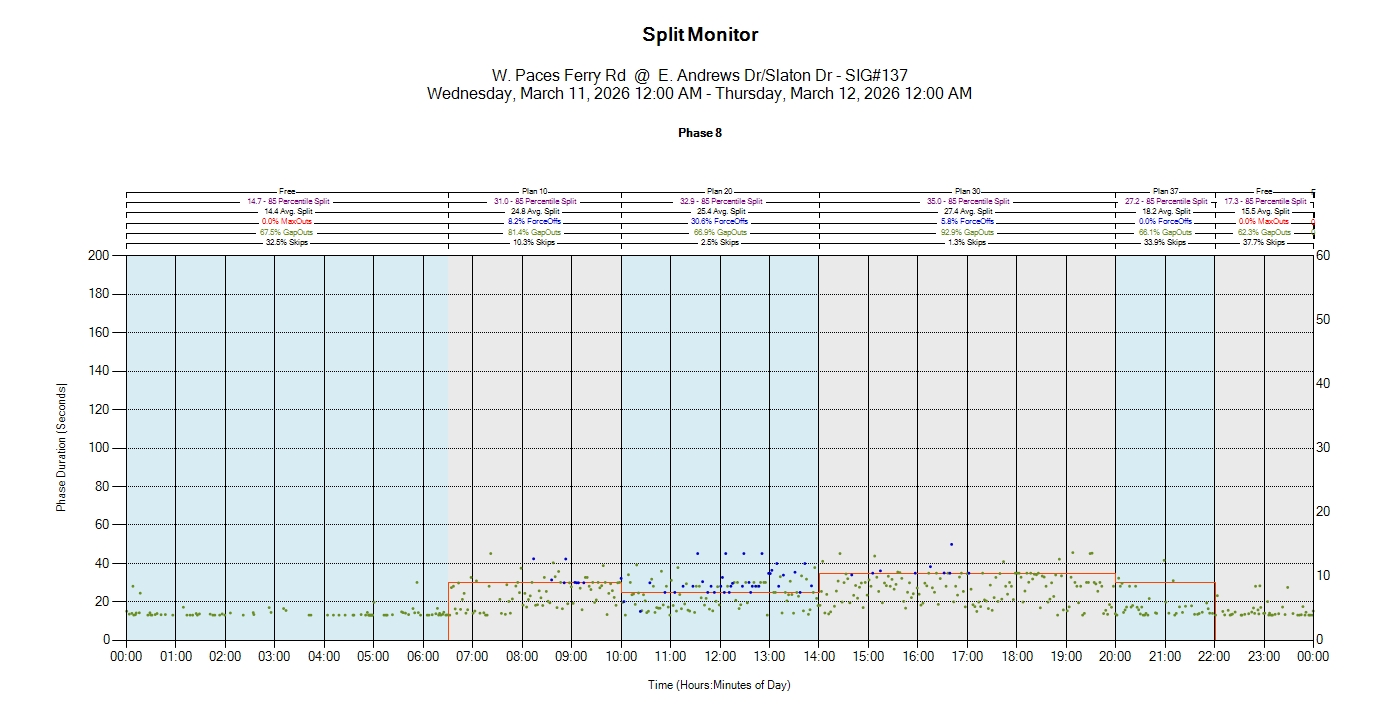 Split Monitor
W. Paces Ferry Rd @ E. Andrews Dr/Slaton Dr - SIG#137
Wednesday, March 11, 2026 12:00 AM - Thursday, March 12, 2026 12:00 AM
Phase 8
Free Plan 10 Plan 20 Plan 30 Plan 37 Free F
14.7 - 85 Percentile Split 31.0 - 85 Percentile Split 32.9 - 85 Percentile Split 35.0 - 85 Percentile Split 27.2 - 85 Percentile Split 17.3 - 85 Percentile Split
14.4 Avg. Split 24.8 Avg. Split 25.4 Avg. Split 27.4 Avg. Split 18.2 Avg. Split 15.5 Avg. Split
0.0% MaxOuts 8.2% ForceOffs 30.6% ForceOffs 5.8% ForceOffs 0.0% ForceOffs 0.0% MaxOuts
67.5% GapOuts 81.4% GapOuts 66.9% GapOuts 92.9% GapOuts 66.1% GapOuts 62.3% GapOuts
32.5% Skips 10.3% Skips 2.5% Skips 1.3% Skips 33.9% Skips 37.7% Skips
200 60
180
50
160
140
40
120
100 30
80
20
60
40
10
20
0 0
Phase Duration (Seconds)
00:00 01:00 02:00 03:00 04:00 05:00 06:00 07:00 08:00 09:00 10:00 11:00 12:00 13:00 14:00 15:00 16:00 17:00 18:00 19:00 20:00 21:00 22:00 23:00 00:00
Time (Hours:Minutes of Day)